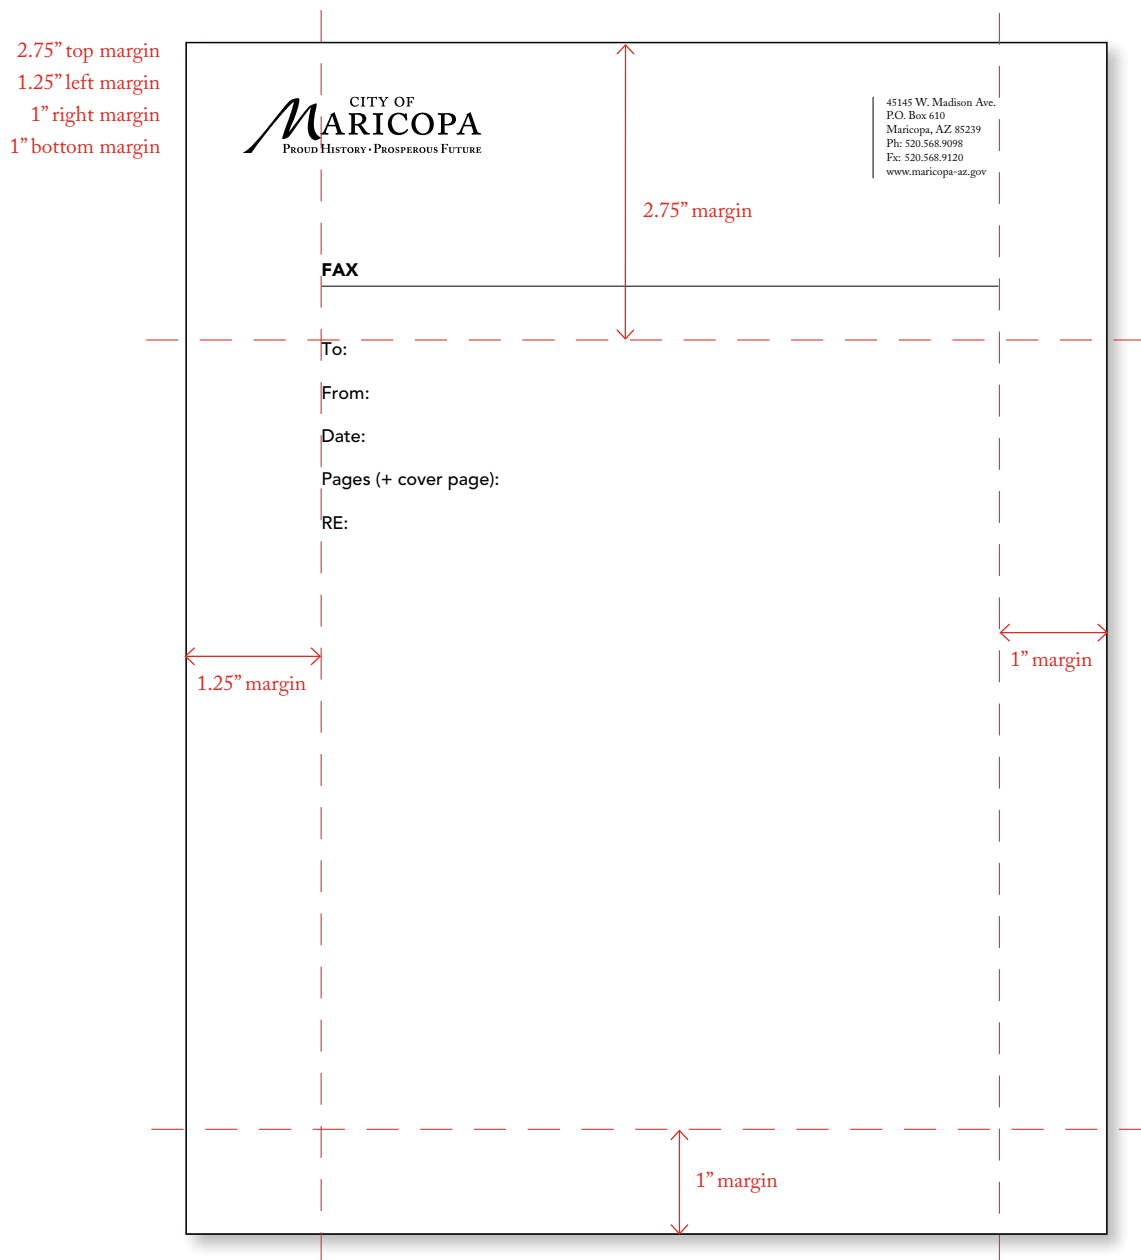 2.75” top margin
1.25” left margin
1” right margin
1” bottom margin
CITY OF
MARICOPA
PROUD HISTORY · PROSPEROUS FUTURE
45145 W. Madison Ave.
P.O. Box 610
Maricopa, AZ 85239
Ph: 520.568.9098
Fx: 520.568.9120
www.maricopa-az.gov
2.75” margin
FAX
To:
From:
Date:
Pages (+ cover page):
RE:
1” margin
1.25” margin
1” margin